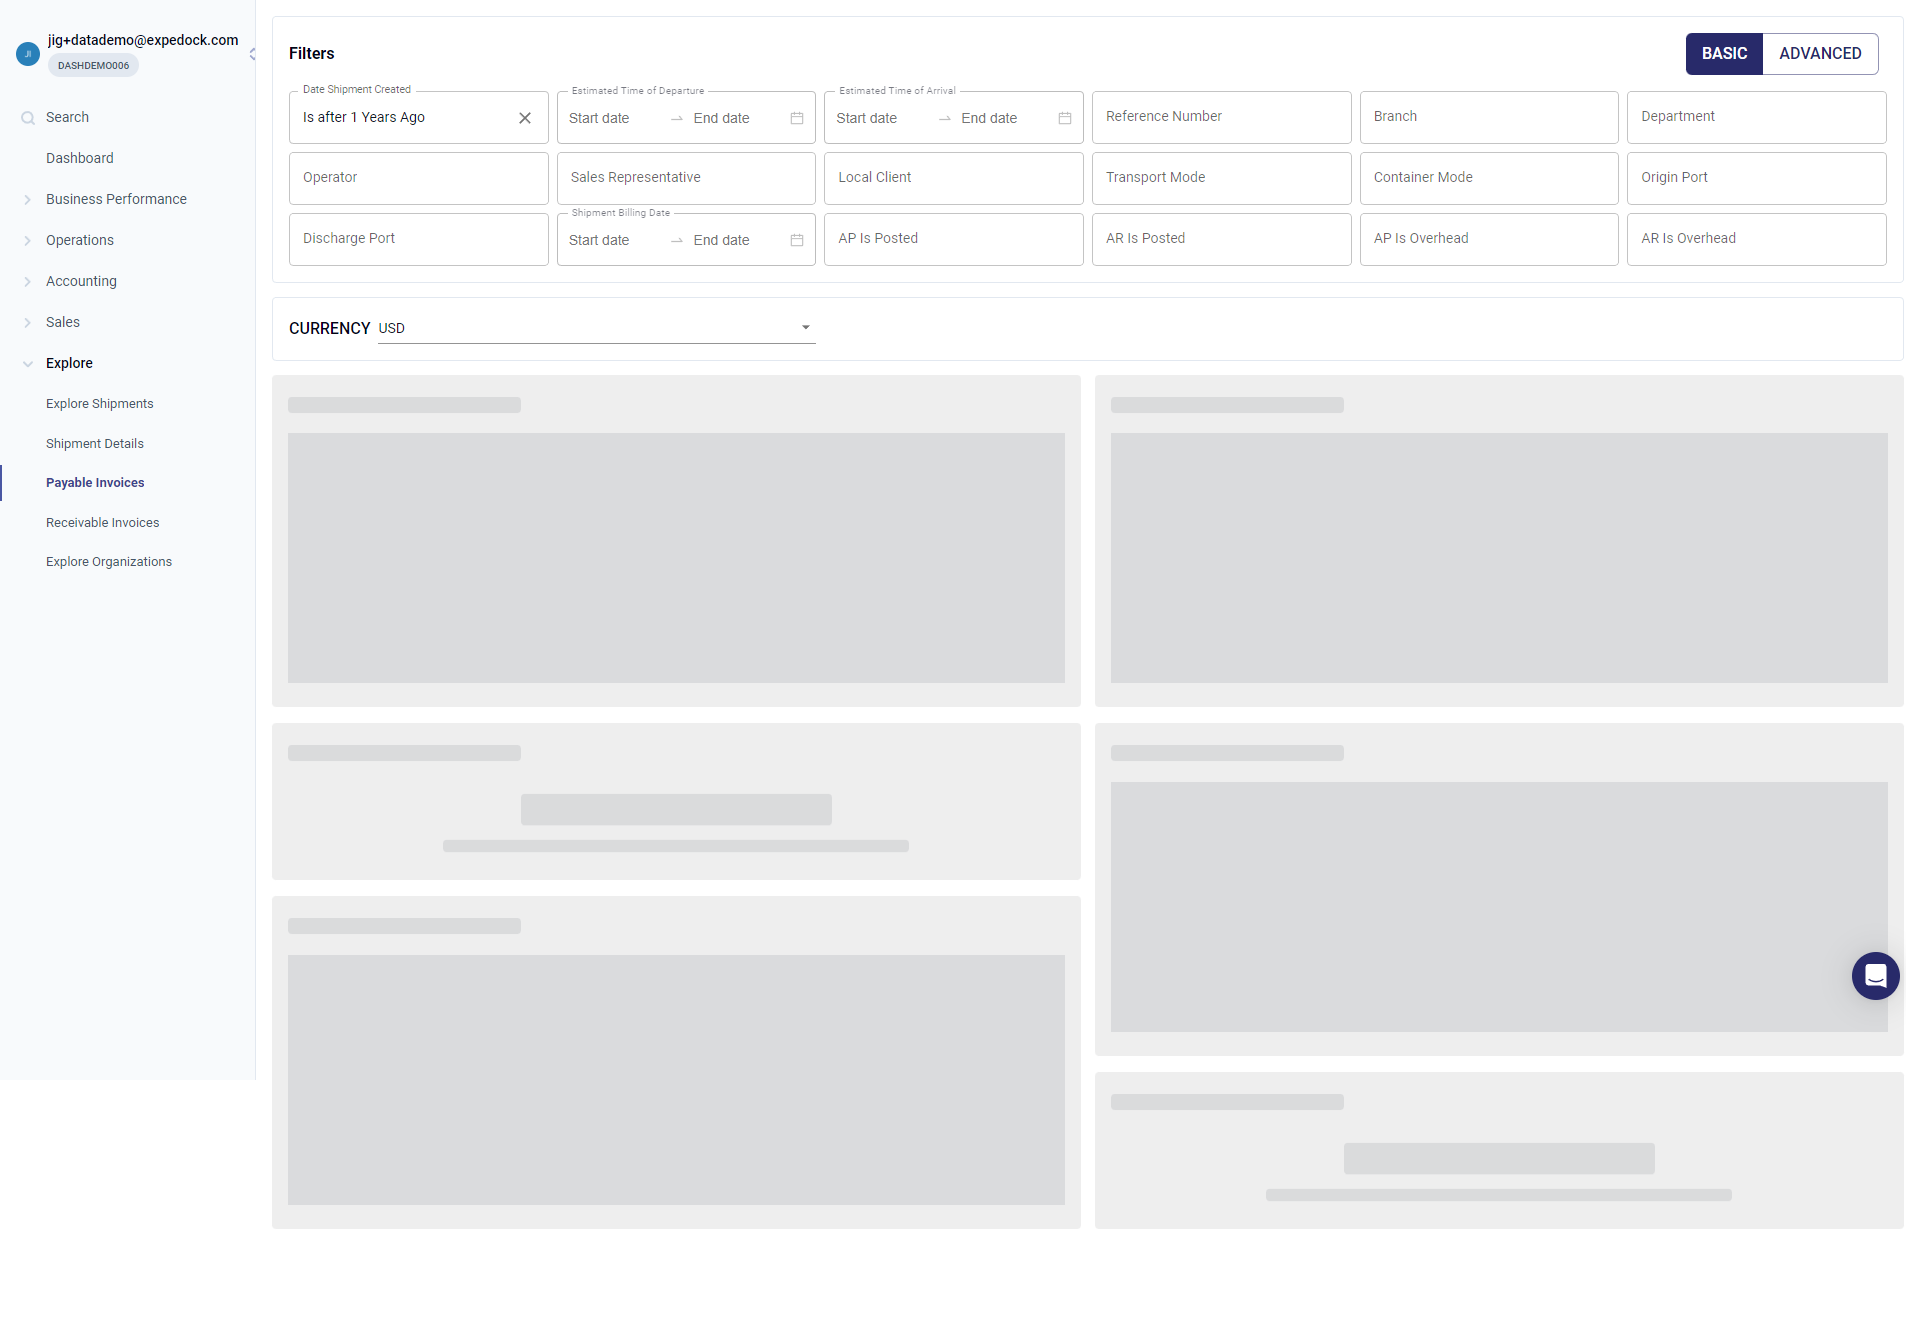 jig+datademo@expedock.com
JI
DASHDEMO006
Search
Dashboard
Business Performance
Operations
Accounting
Sales
Explore
Explore Shipments
Shipment Details
Payable Invoices
Receivable Invoices
Explore Organizations
Filters
BASIC
ADVANCED
Date Shipment Created
Is after 1 Years Ago
Estimated Time of Departure
Start date
End date
Estimated Time of Arrival
Start date
End date
Reference Number
Branch
Department
Operator
Sales Representative
Local Client
Transport Mode
Container Mode
Origin Port
Discharge Port
Shipment Billing Date
Start date
End date
AP Is Posted
AR Is Posted
AP Is Overhead
AR Is Overhead
CURRENCY USD